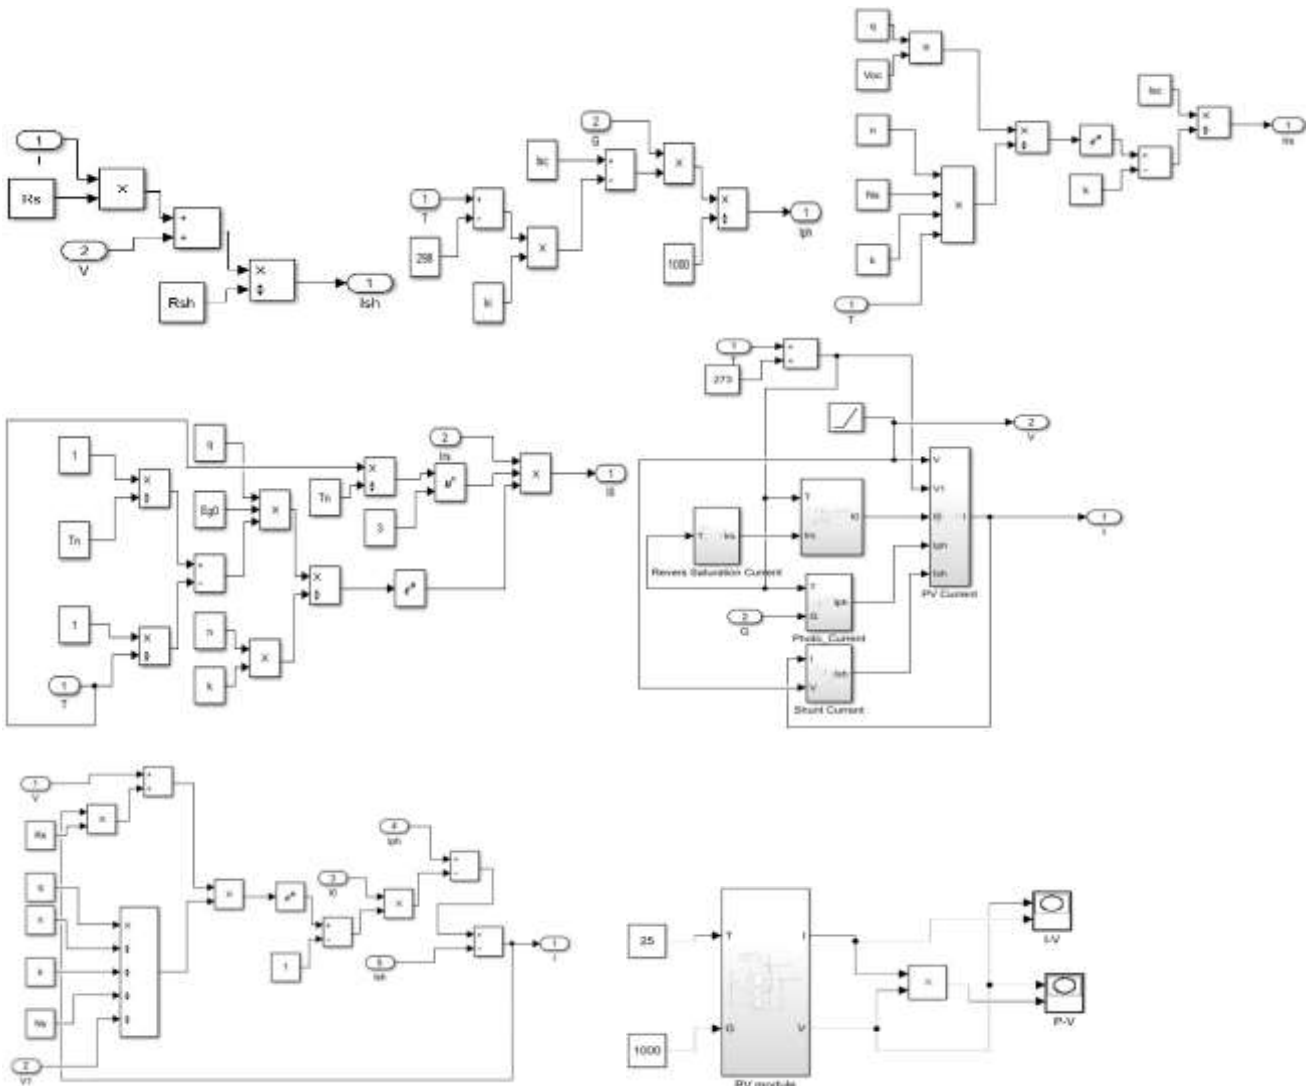 1
I
Rs
×
+
+
2
V
×
÷
Rsh
1
Ish
2
G
Isc
+
-
×
1
T
+
-
298
×
Ki
×
÷
1000
1
Iph
q
Voc
n
Ns
k
×
1
T
×
÷
Isc
×
÷
+
-
1
Irs
1
273
+
+
2
V
T
Irs
Revers Saturation Current
T
Irs
I0
V
V1
I0
Iph
Ish
I
PV Current
1
I
T
G
Iph
Photo_Current
2
G
I
V
Ish
Shunt Current
1
×
÷
Tn
q
Eg0
×
+
-
1
×
÷
1
T
n
k
×
×
÷
Tn
×
÷
3
2
Irs
×
1
I0
1
V
+
+
Rs
×
q
n
k
Ns
2
V1
×
÷
÷
÷
÷
×
+
-
1
3
I0
×
4
Iph
+
-
5
Ish
+
-
1
I
25
1000
T
G
I
V
PV module
×
I-V
P-V